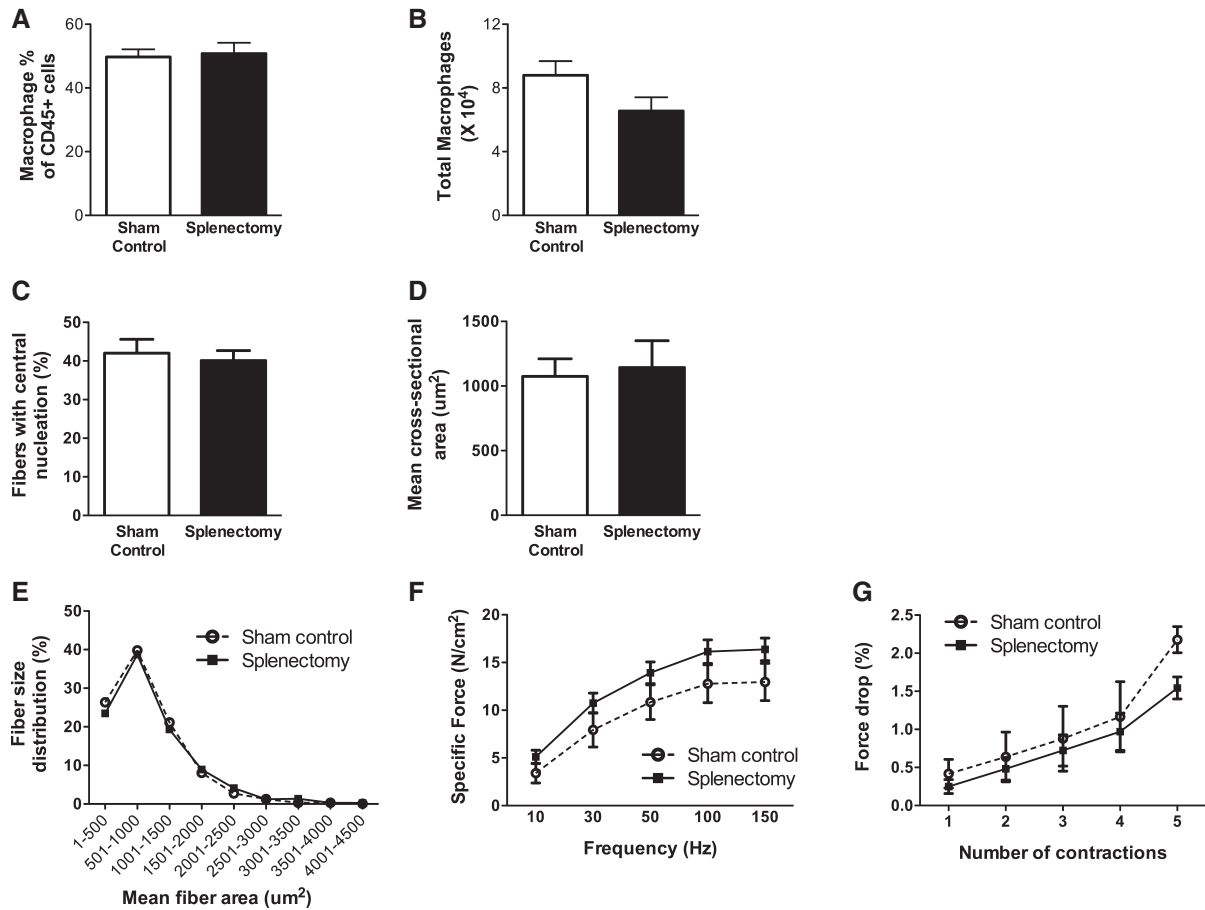 A
Macrophage %
of CD45+ cells
60
40
20
0
Sham
Control
Splenectomy
B
Total Macrophages
(X 10⁴)
12
8
4
0
Sham
Control
Splenectomy
C
Fibers with central
nucleation (%)
50
40
30
20
10
0
Sham
Control
Splenectomy
D
Mean cross-sectional
area (um²)
1500
1000
500
0
Sham
Control
Splenectomy
E
Fiber size
distribution (%)
50
40
30
20
10
0
Sham control
Splenectomy
1-500
501-1000
1001-1500
1501-2000
2001-2500
2501-3000
3001-3500
3501-4000
4001-4500
Mean fiber area (um²)
F
Specific Force (N/cm²)
20
15
10
5
0
Sham control
Splenectomy
10 30 50 100 150
Frequency (Hz)
G
Force drop (%)
2.5
2.0
1.5
1.0
0.5
0.0
Sham control
Splenectomy
1 2 3 4 5
Number of contractions